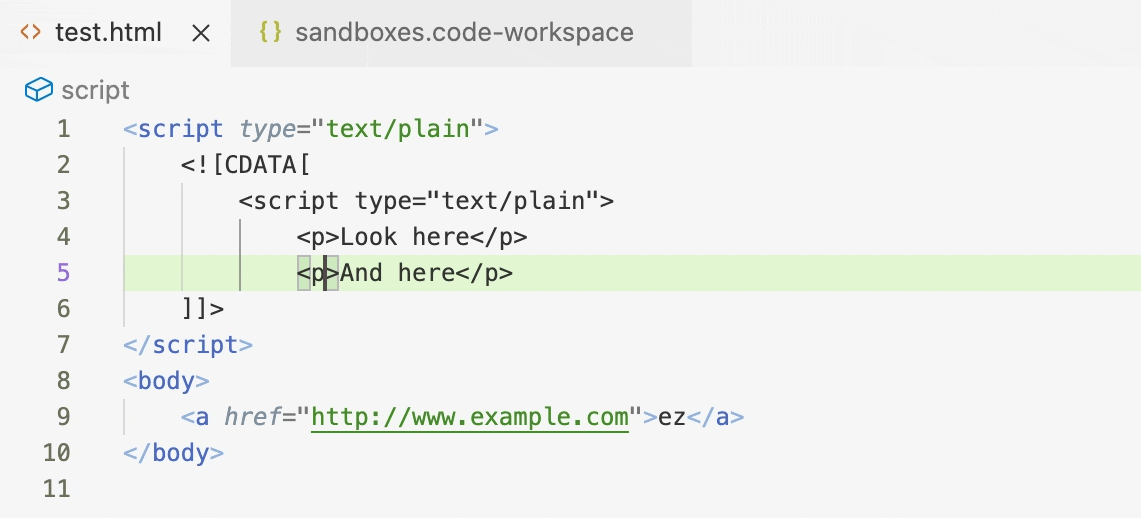 test.html
sandboxes.code-workspace
script
1 <script type="text/plain">
2 <![CDATA[
3 <script type="text/plain">
4 <p>Look here</p>
5 <p>And here</p>
6 ]]>
7 </script>
8 <body>
9 <a href="http://www.example.com">ez</a>
10 </body>
11